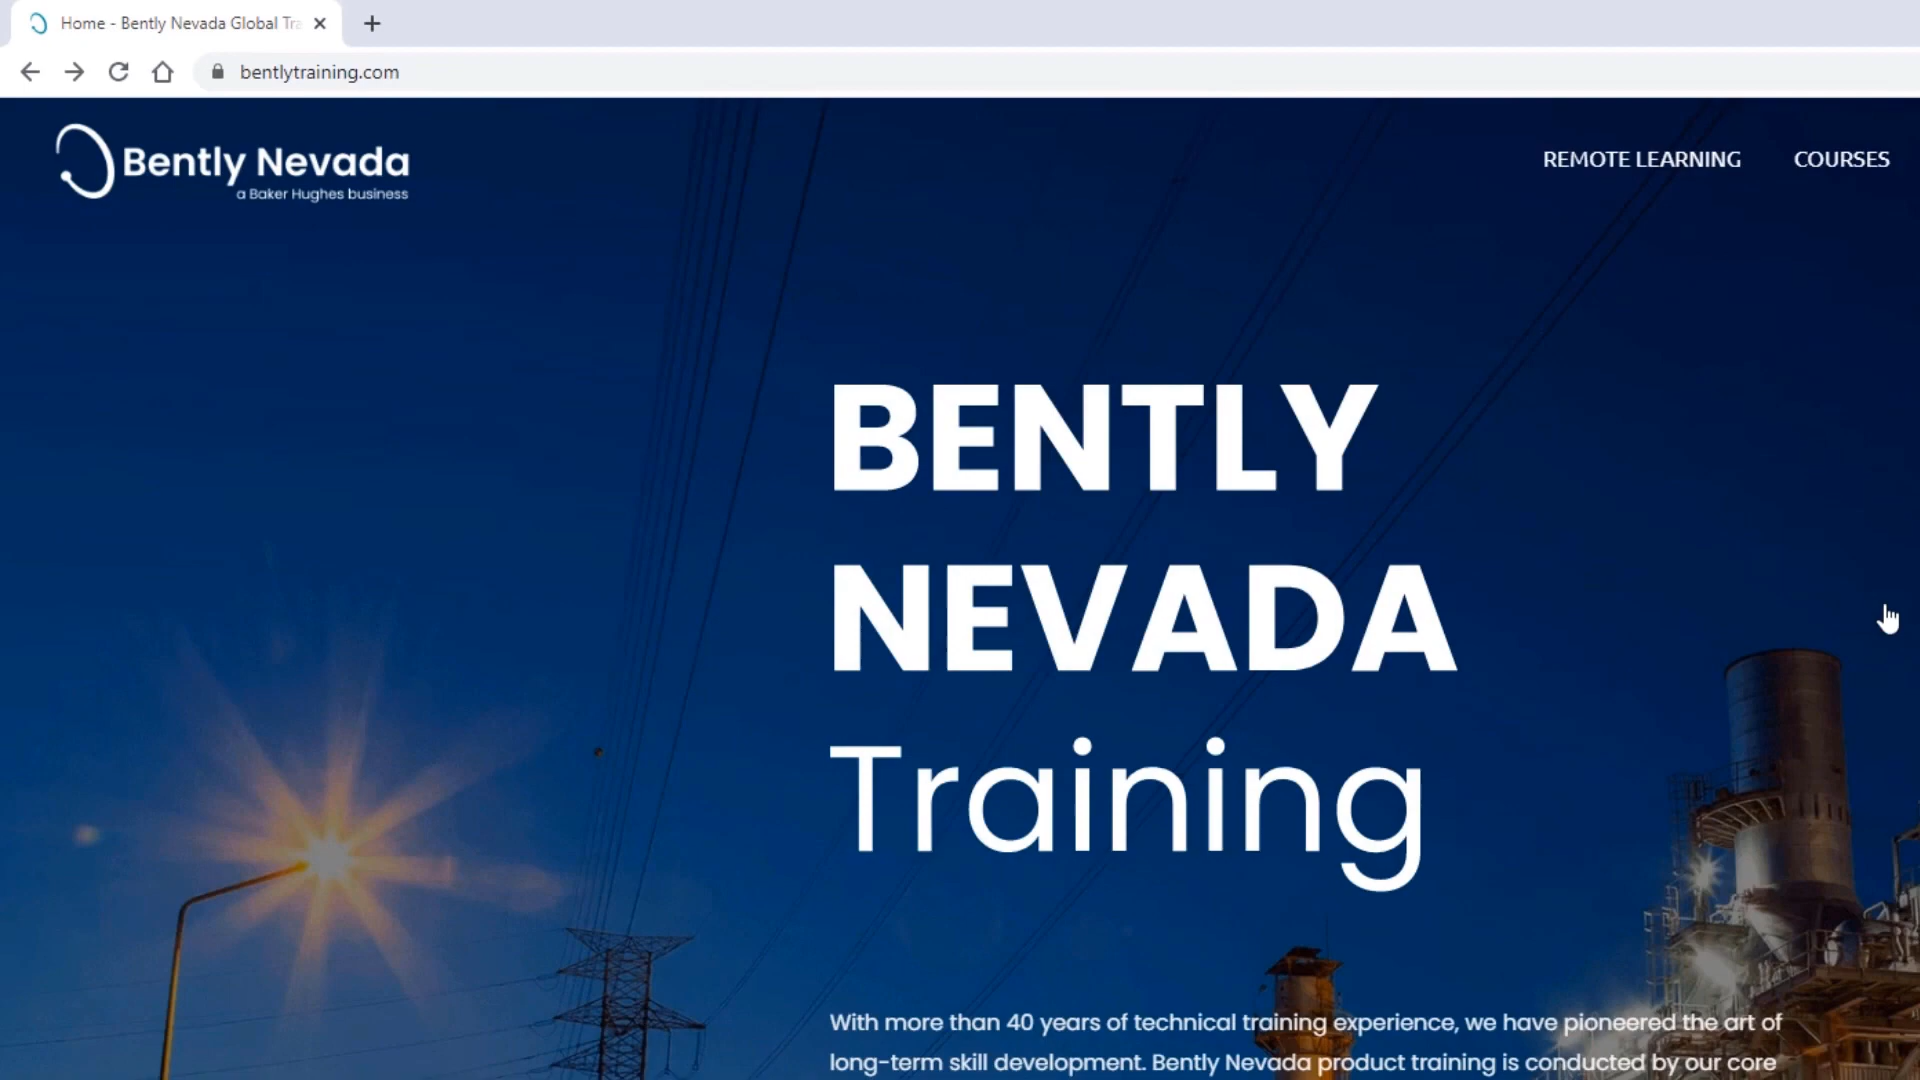 Home - Bently Nevada Global Tra
bentlytraining.com
Bently Nevada
a Baker Hughes business
REMOTE LEARNING
COURSES
BENTLY
NEVADA
Training
With more than 40 years of technical training experience, we have pioneered the art of
long-term skill development. Bently Nevada product training is conducted by our core